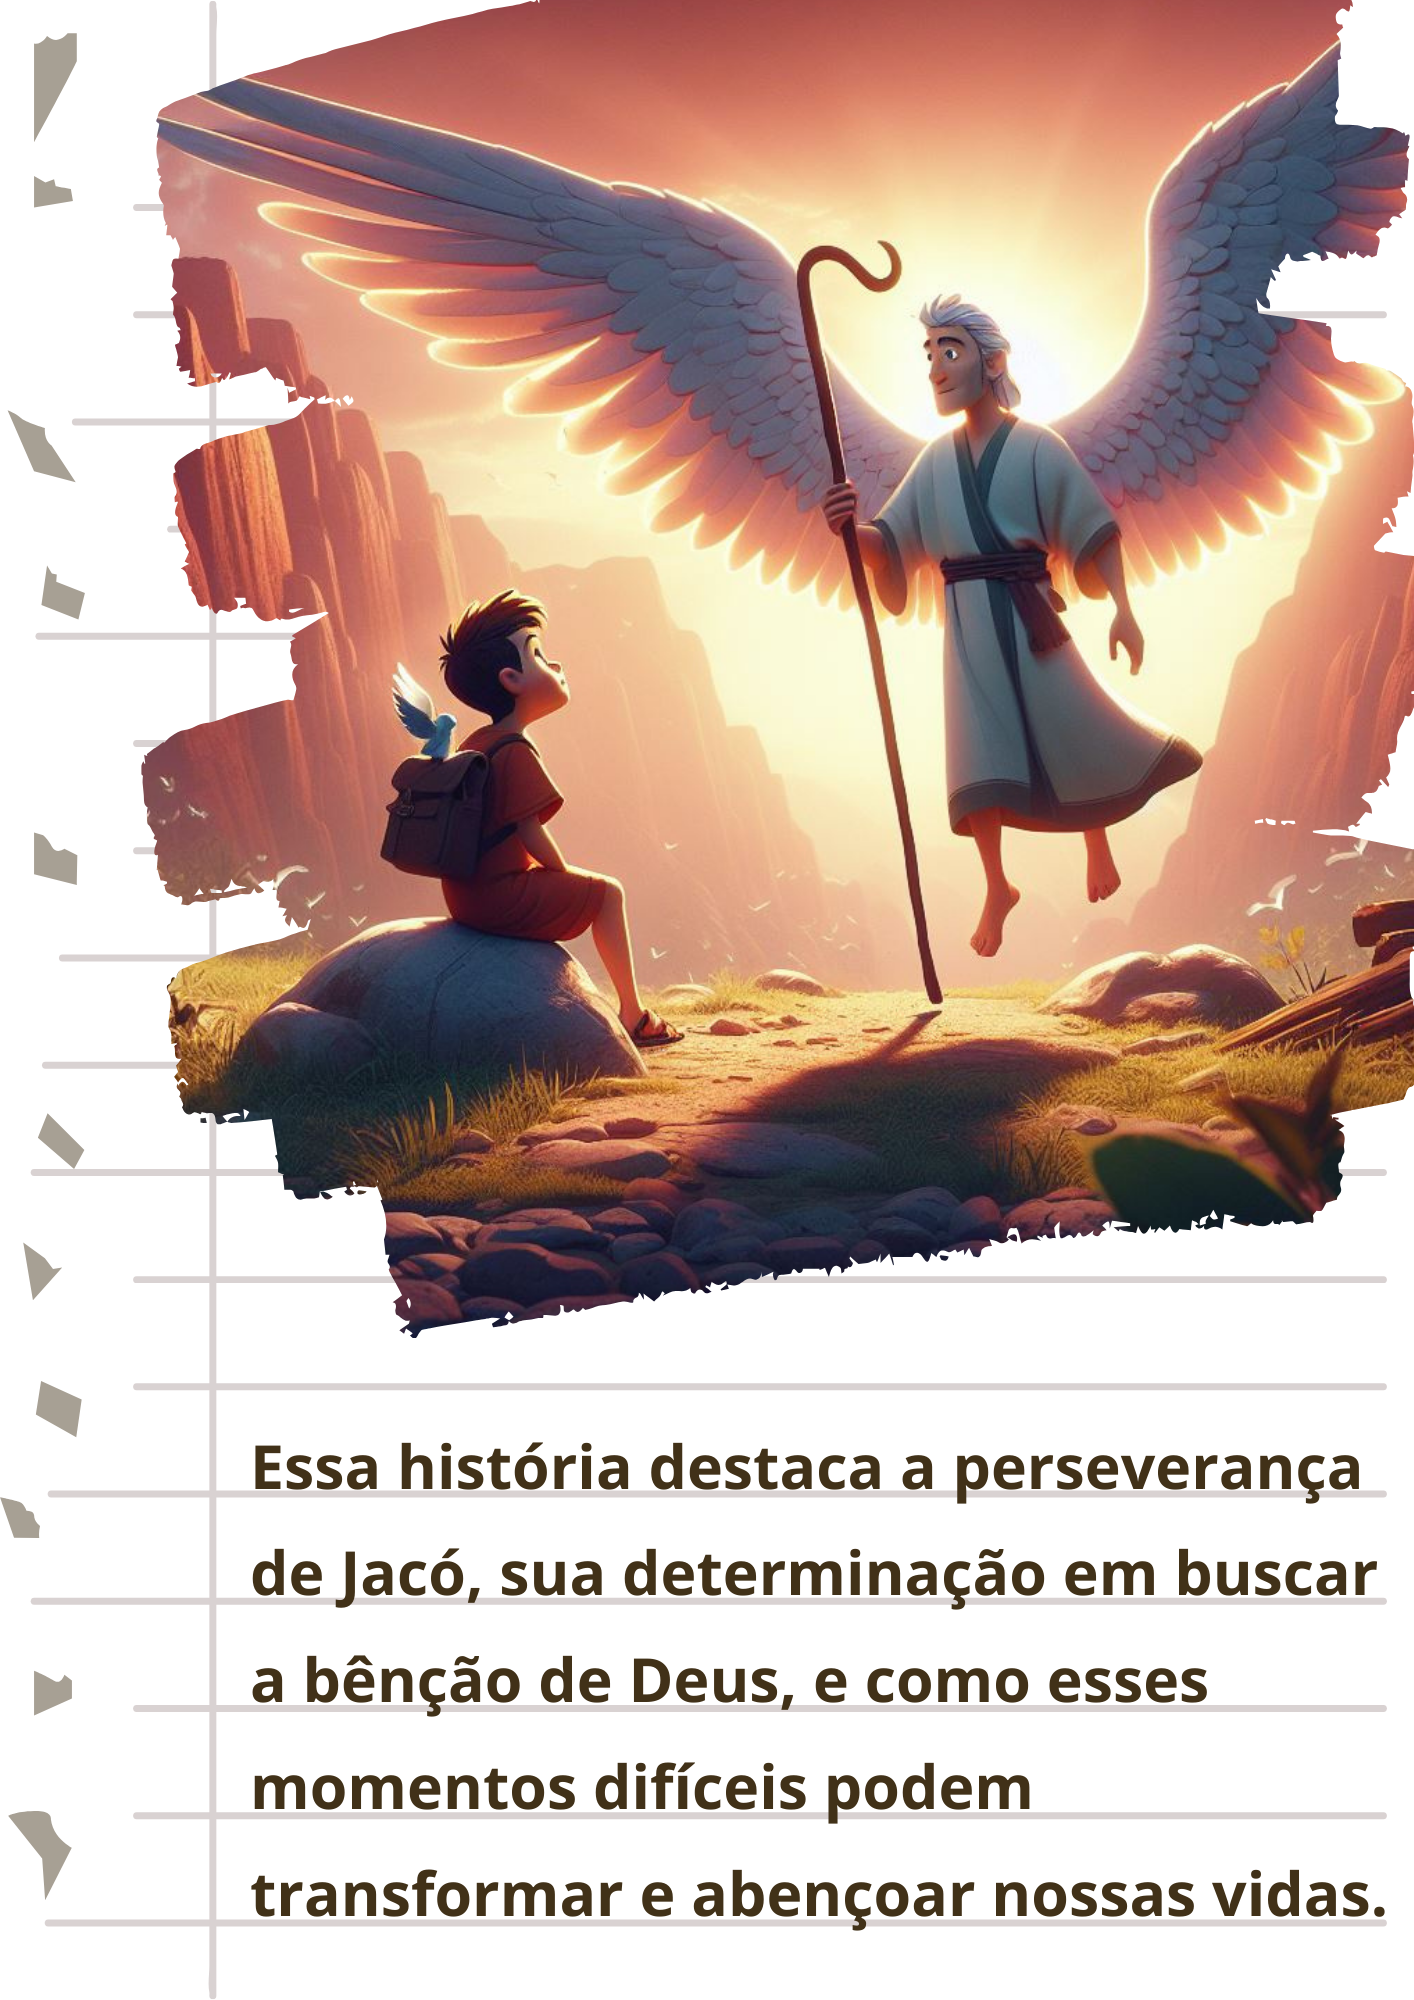 Essa história destaca a perseverança
de Jacó, sua determinação em buscar
a bênção de Deus, e como esses
momentos difíceis podem
transformar e abençoar nossas vidas.